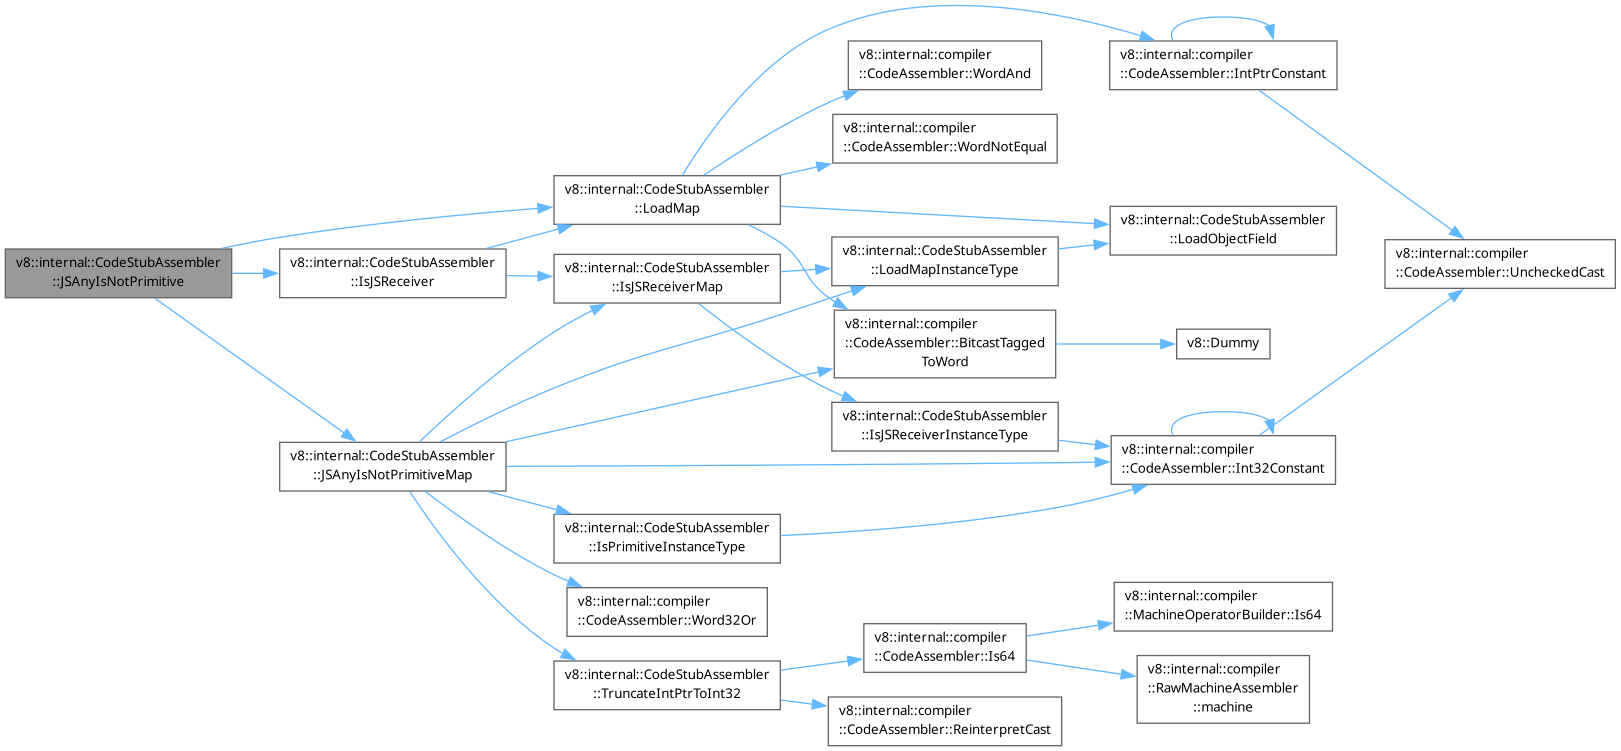 v8::internal::CodeStubAssembler
::JSAnyIsNotPrimitive
v8::internal::CodeStubAssembler
::IsJSReceiver
v8::internal::CodeStubAssembler
::JSAnyIsNotPrimitiveMap
v8::internal::CodeStubAssembler
::LoadMap
v8::internal::CodeStubAssembler
::IsJSReceiverMap
v8::internal::CodeStubAssembler
::IsPrimitiveInstanceType
v8::internal::compiler
::CodeAssembler::Word32Or
v8::internal::CodeStubAssembler
::TruncateIntPtrToInt32
v8::internal::compiler
::CodeAssembler::WordAnd
v8::internal::compiler
::CodeAssembler::WordNotEqual
v8::internal::CodeStubAssembler
::LoadMapInstanceType
v8::internal::compiler
::CodeAssembler::BitcastTagged
ToWord
v8::internal::CodeStubAssembler
::IsJSReceiverInstanceType
v8::internal::compiler
::CodeAssembler::Is64
v8::internal::compiler
::CodeAssembler::ReinterpretCast
v8::internal::compiler
::CodeAssembler::IntPtrConstant
v8::internal::CodeStubAssembler
::LoadObjectField
v8::Dummy
v8::internal::compiler
::CodeAssembler::Int32Constant
v8::internal::compiler
::MachineOperatorBuilder::Is64
v8::internal::compiler
::RawMachineAssembler
::machine
v8::internal::compiler
::CodeAssembler::UncheckedCast